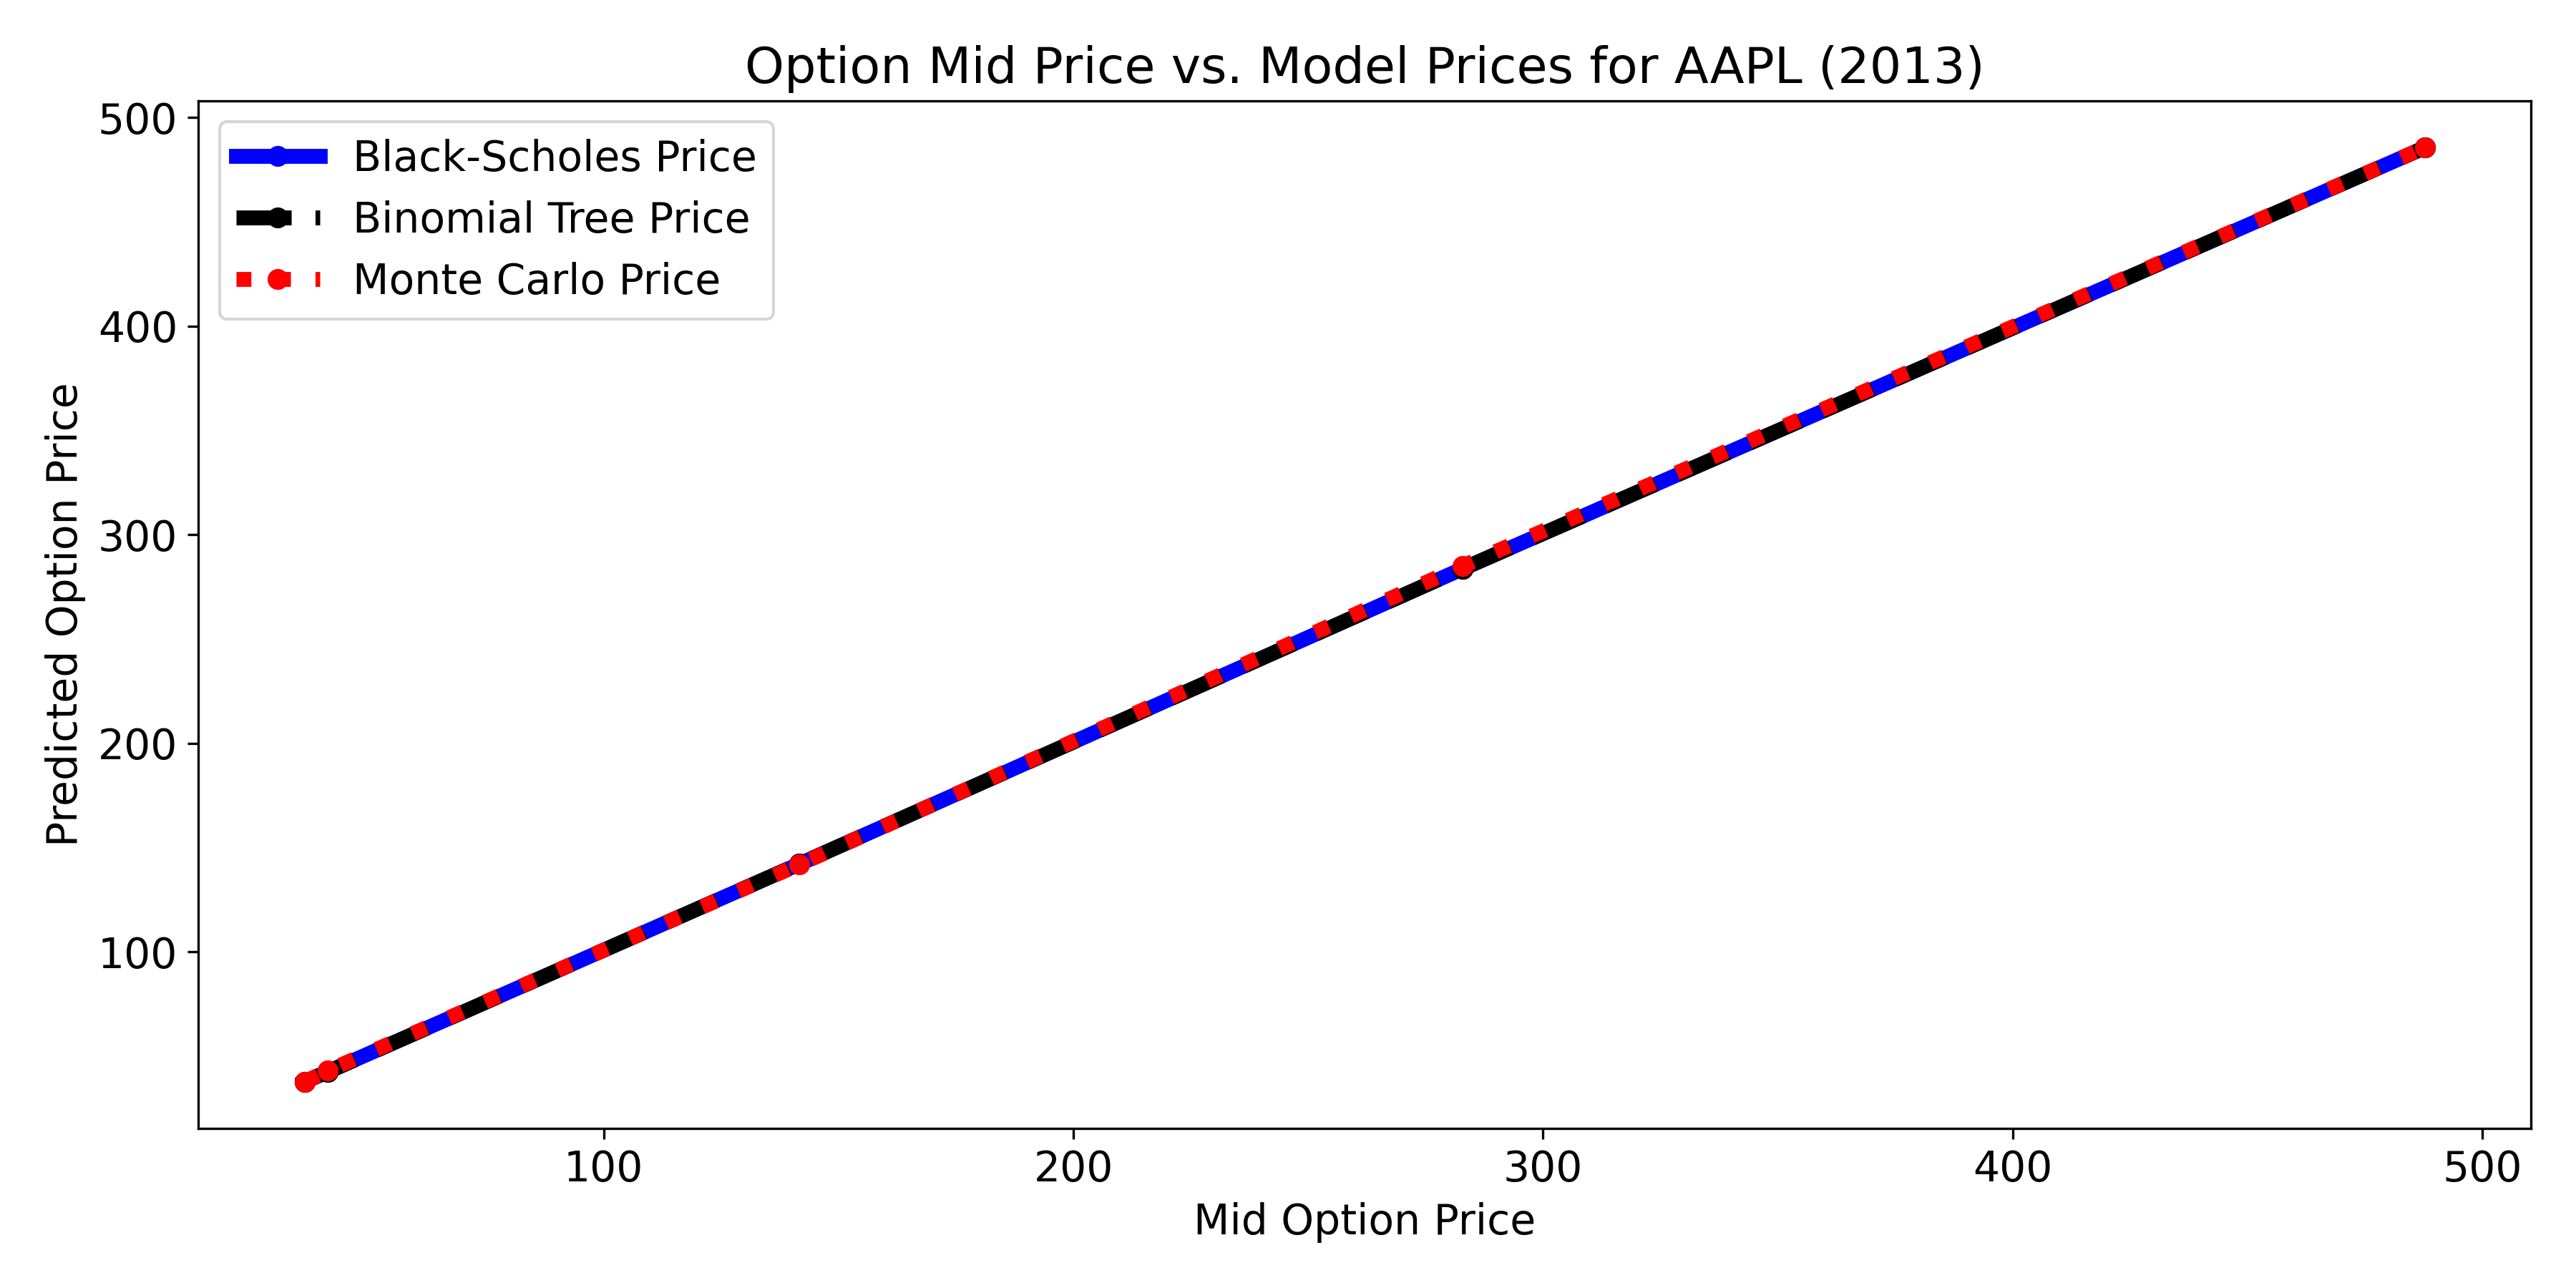 Option Mid Price vs. Model Prices for AAPL (2013)
Black-Scholes Price
Binomial Tree Price
Monte Carlo Price
Predicted Option Price
500
400
300
200
100
100
200
300
400
500
Mid Option Price